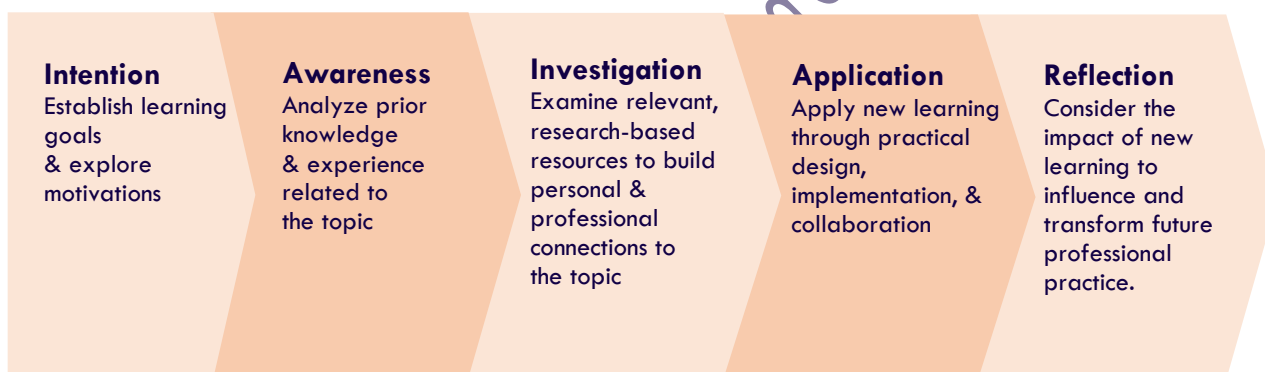 Intention
Establish learning
goals
& explore
motivations
Awareness
Analyze prior
knowledge
& experience
related to
the topic
Investigation
Examine relevant,
research-based
resources to build
personal &
professional
connections to
the topic
Application
Apply new learning
through practical
design,
implementation, &
collaboration
Reflection
Consider the
impact of new
learning to
influence and
transform future
professional
practice.